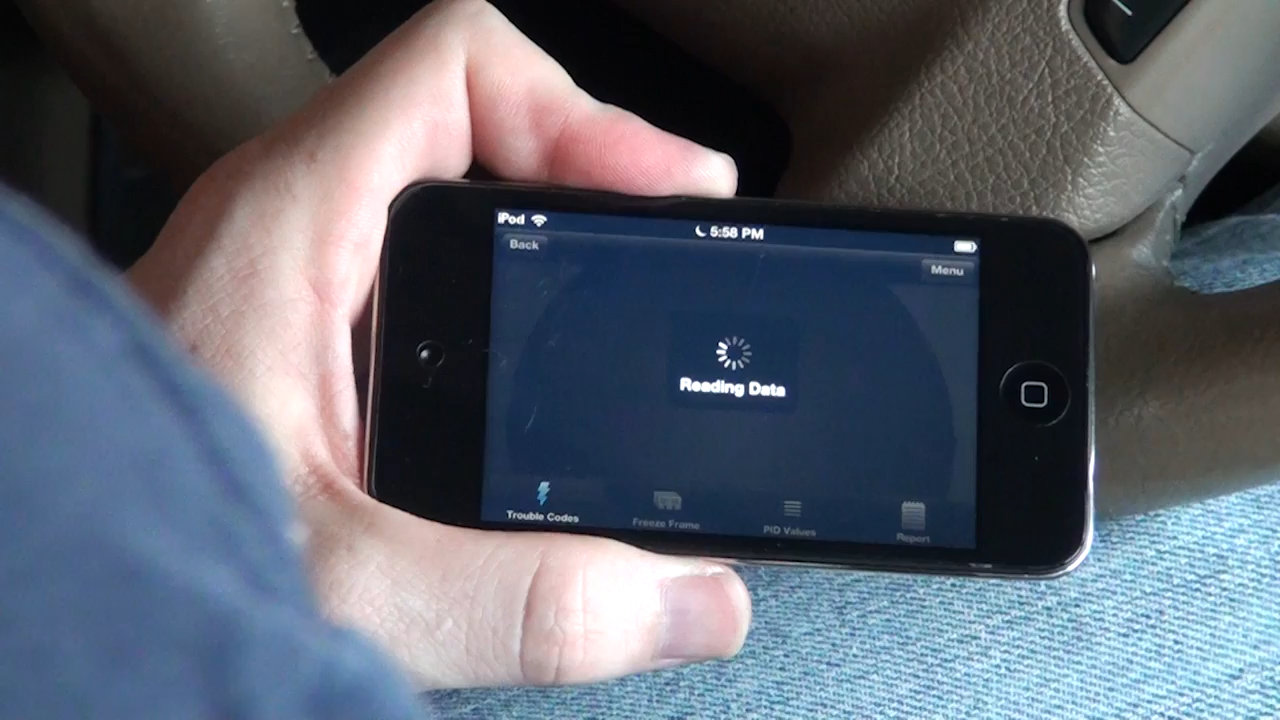 iPod 5:58 PM
Back
Menu
Reading Data
Trouble Codes Freeze Frame PID Values Report